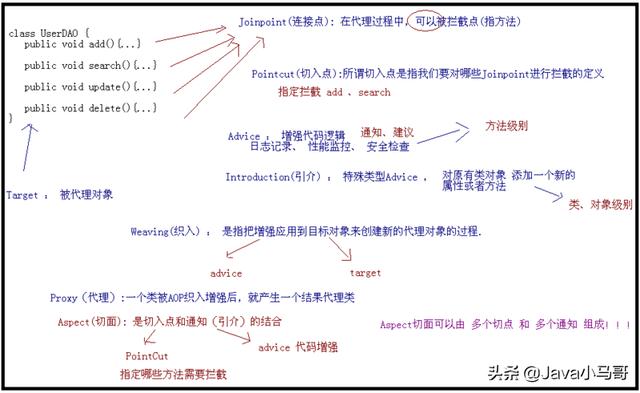 Joinpoint(连接点): 在代理过程中, 可以被拦截点(指方法)
class UserDAO {
public void add(){...}
public void search(){...}
public void update(){...}
public void delete(){...}
}
Pointcut(切入点):所谓切入点是指我们要对哪些Joinpoint进行拦截的定义
指定拦截 add 、search
Advice : 增强代码逻辑 通知、建议 方法级别
日志记录、 性能监控、 安全检查
Introduction(引介) : 特殊类型Advice , 对原有类对象 添加一个新的
属性或者方法
Target : 被代理对象
类、对象级别
Weaving(织入) : 是指把增强应用到目标对象来创建新的代理对象的过程.
advice target
Proxy (代理) :一个类被AOP织入增强后, 就产生一个结果代理类
Aspect(切面): 是切入点和通知 (引介) 的结合 Aspect切面可以由 多个切点 和 多个通知 组成!!!
PointCut advice 代码增强
指定哪些方法需要拦截
头条 @Java小马哥